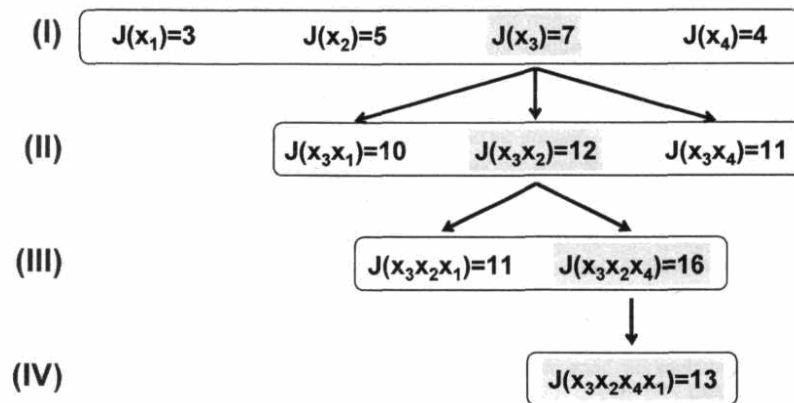 (I) J(x₁)=3 J(x₂)=5 J(x₃)=7 J(x₄)=4
(II) J(x₃x₁)=10 J(x₃x₂)=12 J(x₃x₄)=11
(III) J(x₃x₂x₁)=11 J(x₃x₂x₄)=16
(IV) J(x₃x₂x₄x₁)=13